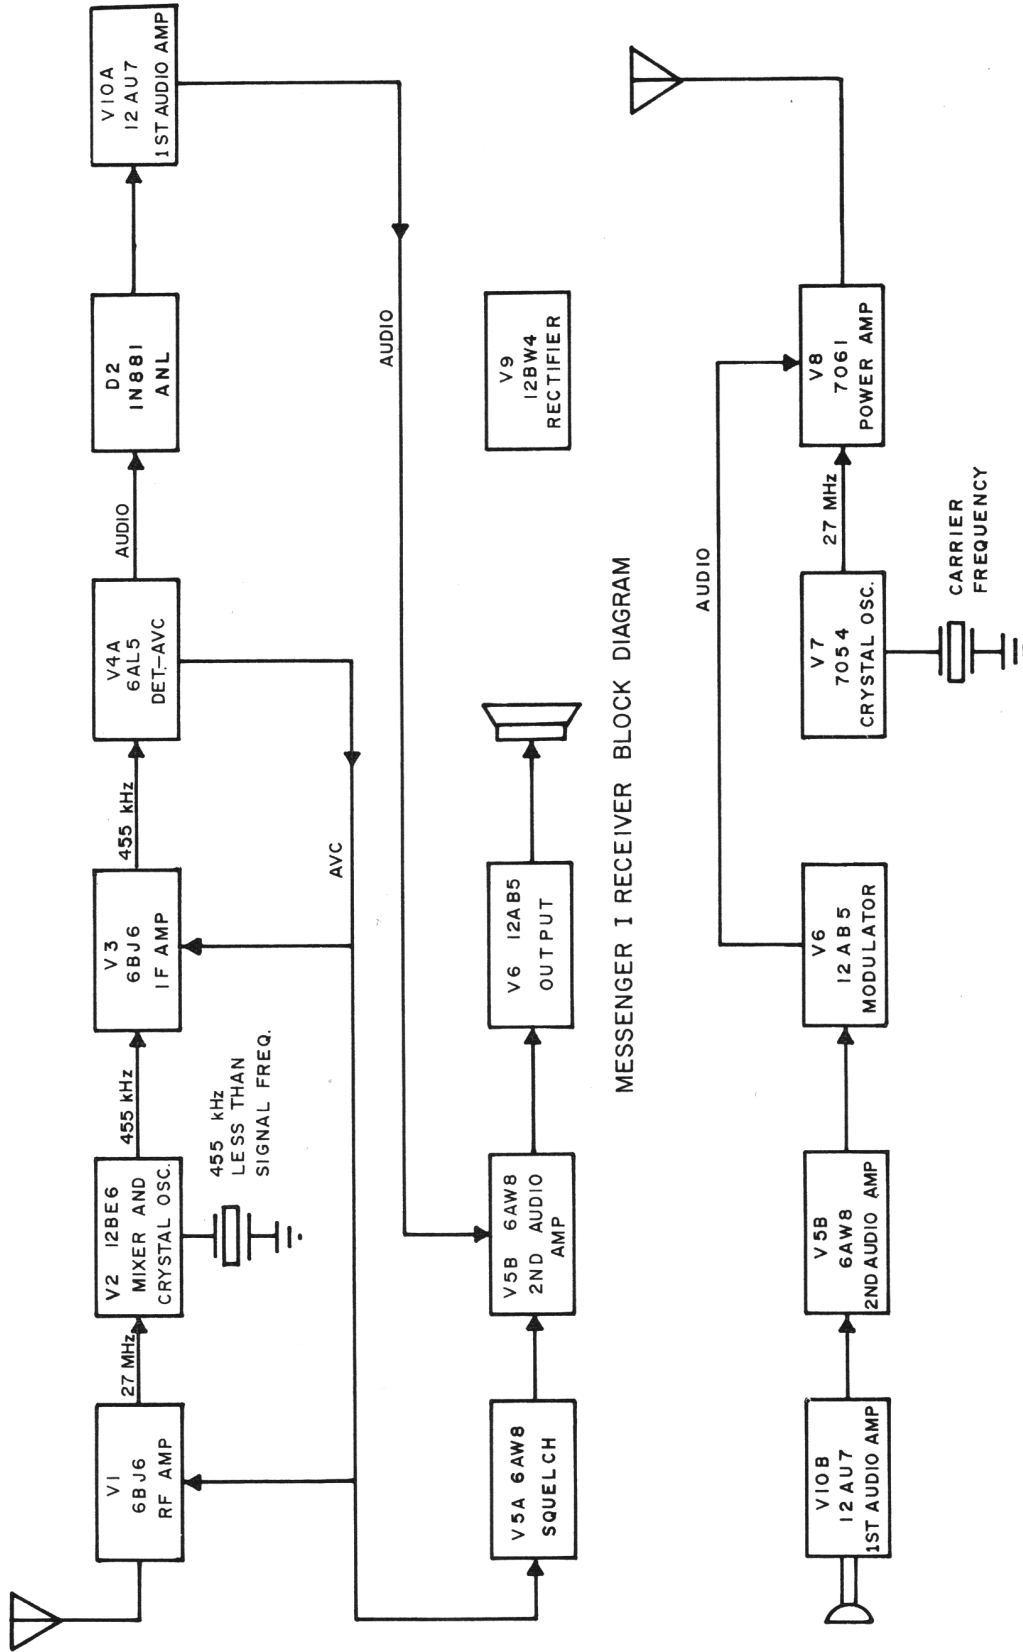 V1
6BJ6
RF AMP
27 MHz
V2 12BE6
MIXER AND
CRYSTAL OSC.
455 kHz
LESS THAN
SIGNAL FREQ.
455 kHz
V3
6BJ6
IF AMP
455 kHz
V4A
6AL5
DET.-AVC
AUDIO
D2
1N881
ANL
V10A
12AU7
1ST AUDIO AMP
AVC
AUDIO
V5A 6AW8
SQUELCH
V5B 6AW8
2ND AUDIO
AMP
V6 12AB5
OUTPUT
V9
12BW4
RECTIFIER
MESSENGER I RECEIVER BLOCK DIAGRAM
V10B
12AU7
1ST AUDIO AMP
V5B
6AW8
2ND AUDIO AMP
V6
12AB5
MODULATOR
AUDIO
V7
7054
CRYSTAL OSC.
CARRIER
FREQUENCY
27 MHz
V8
7061
POWER AMP